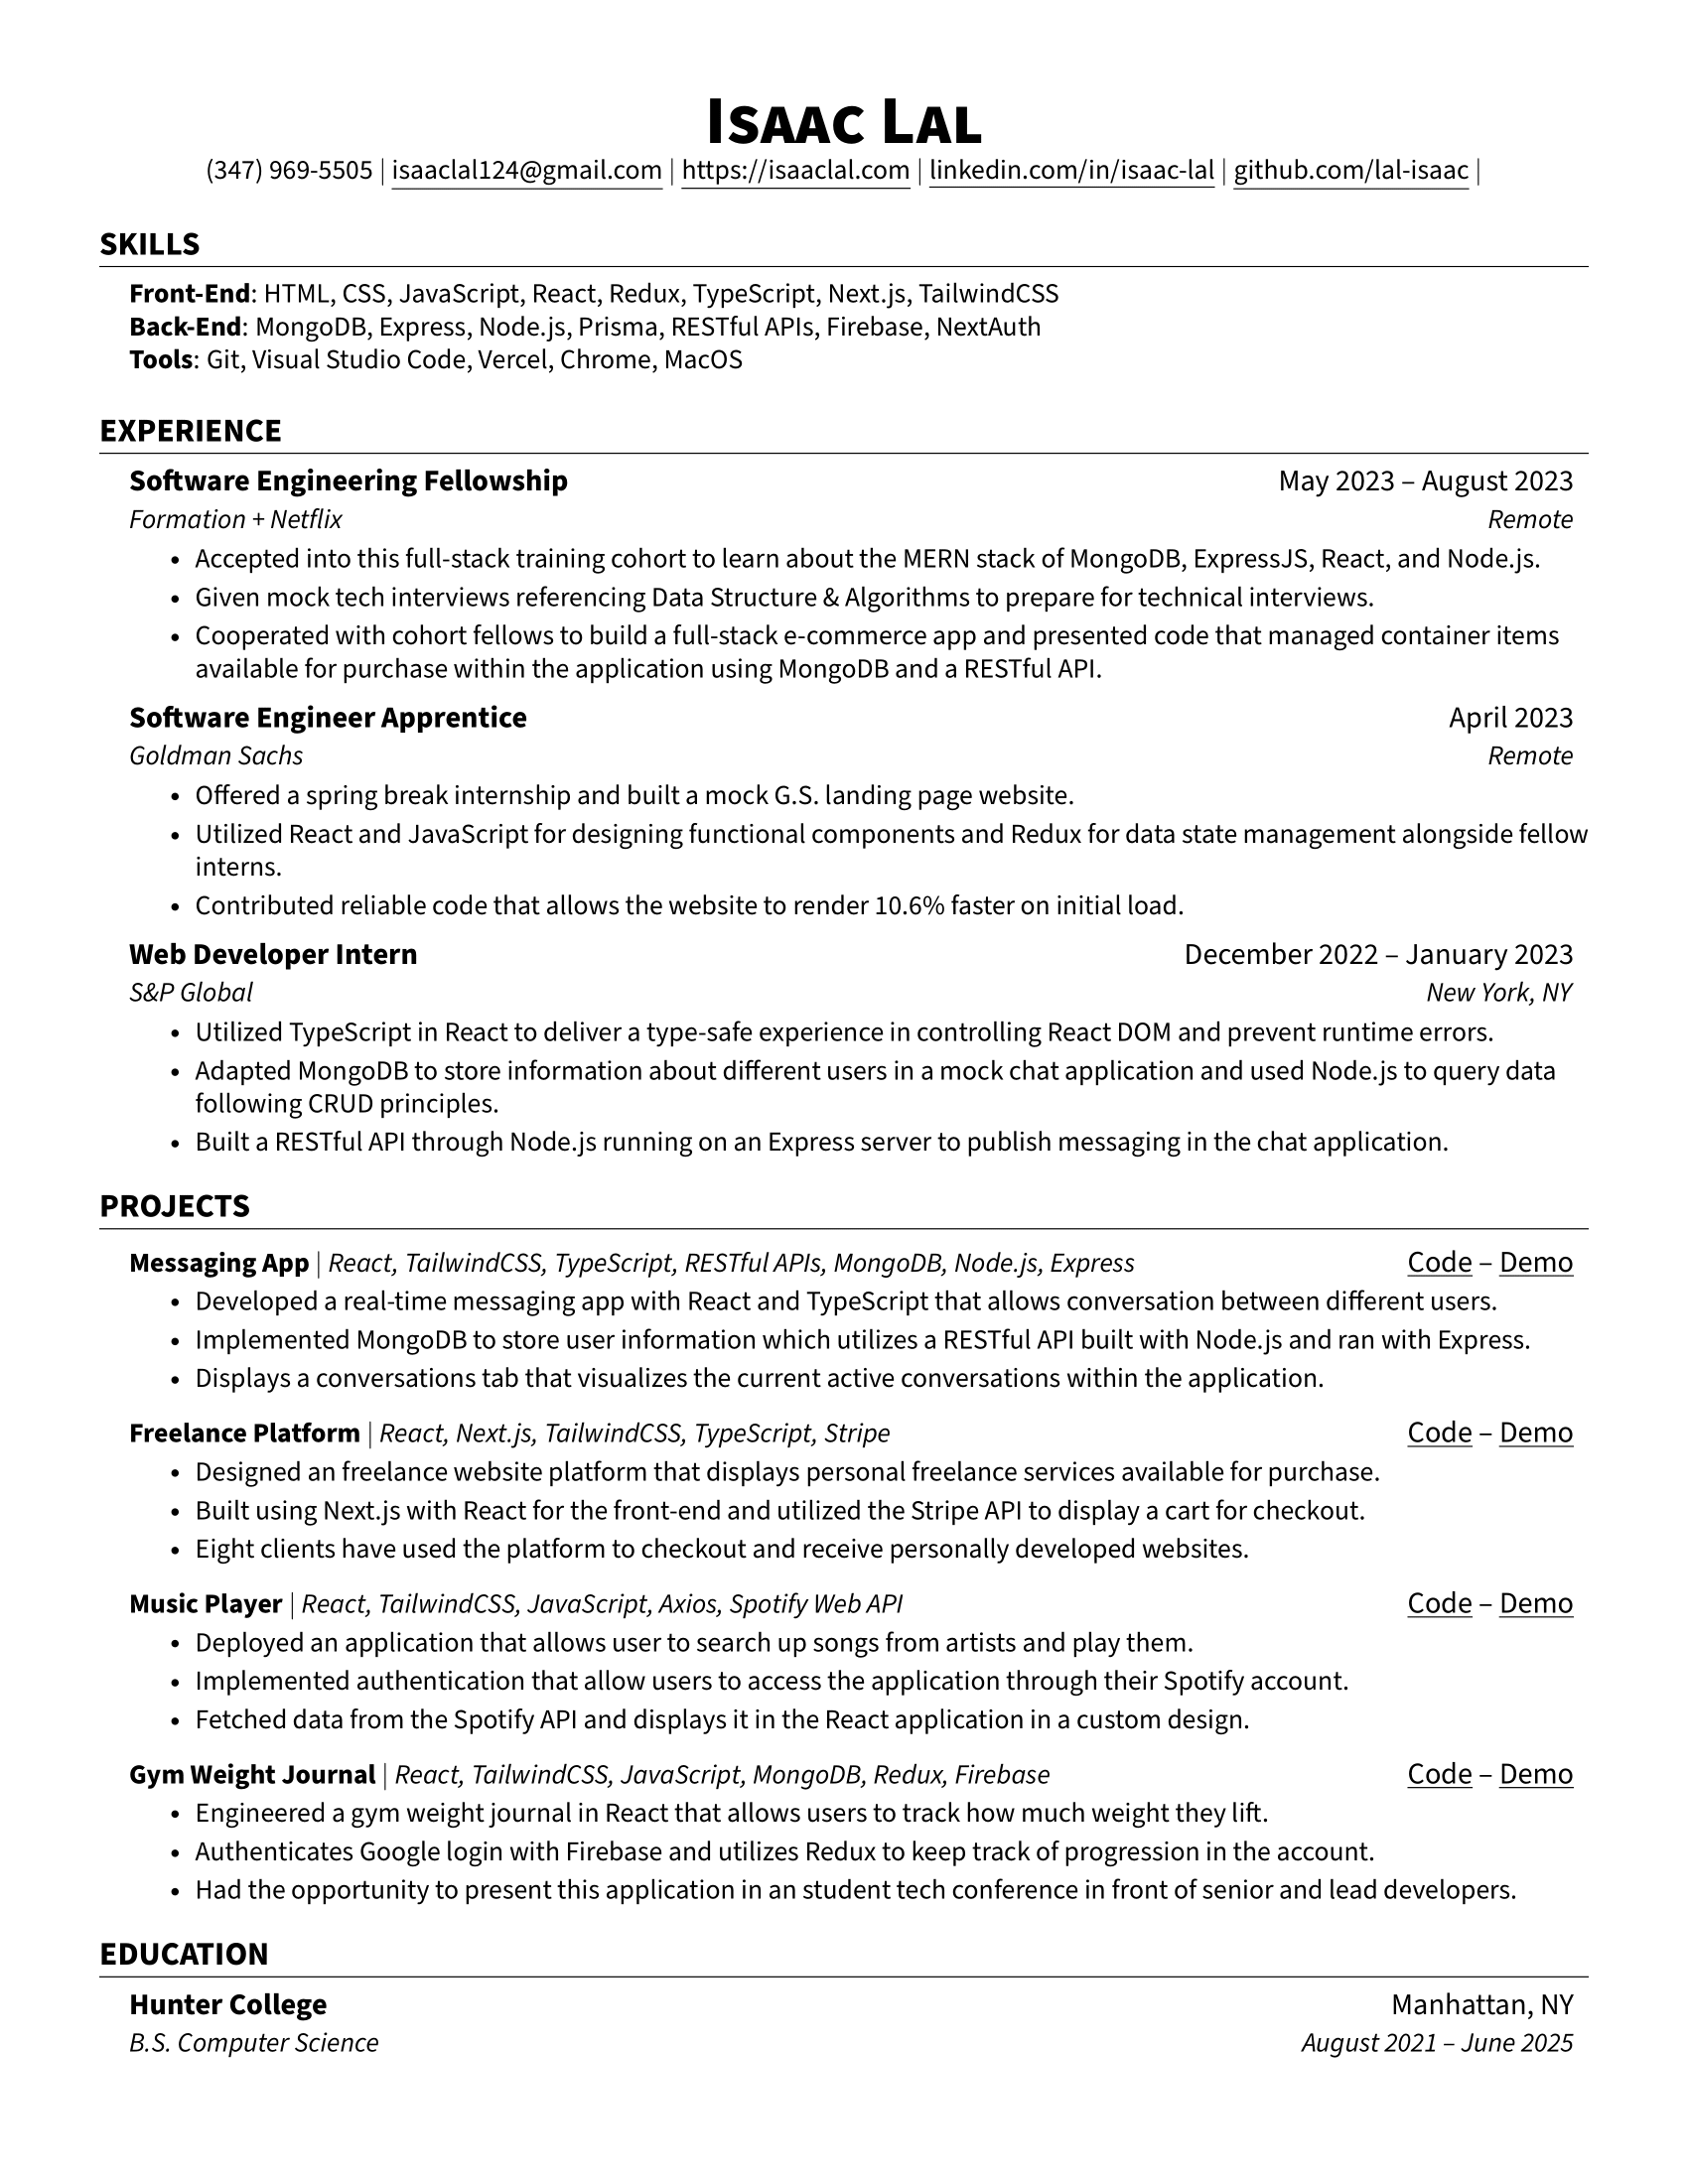 Isaac Lal
(347) 969-5505 | isaaclal124@gmail.com | https://isaaclal.com | linkedin.com/in/isaac-lal | github.com/lal-isaac |
SKILLS
Front-End: HTML, CSS, JavaScript, React, Redux, TypeScript, Next.js, TailwindCSS
Back-End: MongoDB, Express, Node.js, Prisma, RESTful APIs, Firebase, NextAuth
Tools: Git, Visual Studio Code, Vercel, Chrome, MacOS
EXPERIENCE
Software Engineering Fellowship May 2023 – August 2023
Formation + Netflix Remote
• Accepted into this full-stack training cohort to learn about the MERN stack of MongoDB, ExpressJS, React, and Node.js.
• Given mock tech interviews referencing Data Structure & Algorithms to prepare for technical interviews.
• Cooperated with cohort fellows to build a full-stack e-commerce app and presented code that managed container items
available for purchase within the application using MongoDB and a RESTful API.
Software Engineer Apprentice April 2023
Goldman Sachs Remote
• Offered a spring break internship and built a mock G.S. landing page website.
• Utilized React and JavaScript for designing functional components and Redux for data state management alongside fellow
interns.
• Contributed reliable code that allows the website to render 10.6% faster on initial load.
Web Developer Intern December 2022 – January 2023
S&P Global New York, NY
• Utilized TypeScript in React to deliver a type-safe experience in controlling React DOM and prevent runtime errors.
• Adapted MongoDB to store information about different users in a mock chat application and used Node.js to query data
following CRUD principles.
• Built a RESTful API through Node.js running on an Express server to publish messaging in the chat application.
PROJECTS
Messaging App | React, TailwindCSS, TypeScript, RESTful APIs, MongoDB, Node.js, Express Code – Demo
• Developed a real-time messaging app with React and TypeScript that allows conversation between different users.
• Implemented MongoDB to store user information which utilizes a RESTful API built with Node.js and ran with Express.
• Displays a conversations tab that visualizes the current active conversations within the application.
Freelance Platform | React, Next.js, TailwindCSS, TypeScript, Stripe Code – Demo
• Designed an freelance website platform that displays personal freelance services available for purchase.
• Built using Next.js with React for the front-end and utilized the Stripe API to display a cart for checkout.
• Eight clients have used the platform to checkout and receive personally developed websites.
Music Player | React, TailwindCSS, JavaScript, Axios, Spotify Web API Code – Demo
• Deployed an application that allows user to search up songs from artists and play them.
• Implemented authentication that allow users to access the application through their Spotify account.
• Fetched data from the Spotify API and displays it in the React application in a custom design.
Gym Weight Journal | React, TailwindCSS, JavaScript, MongoDB, Redux, Firebase Code – Demo
• Engineered a gym weight journal in React that allows users to track how much weight they lift.
• Authenticates Google login with Firebase and utilizes Redux to keep track of progression in the account.
• Had the opportunity to present this application in an student tech conference in front of senior and lead developers.
EDUCATION
Hunter College Manhattan, NY
B.S. Computer Science August 2021 – June 2025